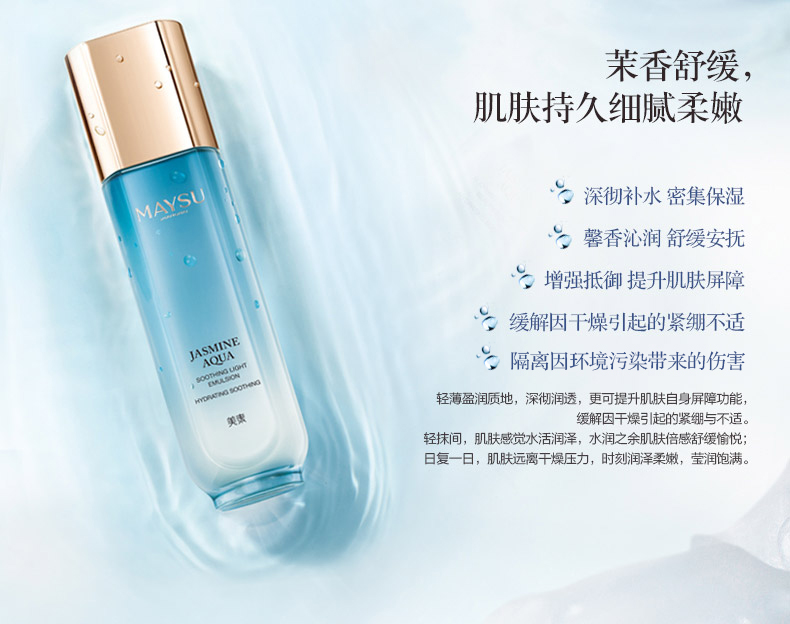 茉香舒缓，
肌肤持久细腻柔嫩
深彻补水 密集保湿
馨香沁润 舒缓安抚
增强抵御 提升肌肤屏障
缓解因干燥引起的紧绷不适
隔离因环境污染带来的伤害
轻薄盈润质地，深彻润透，更可提升肌肤自身屏障功能，
缓解因干燥引起的紧绷与不适。
轻抹间，肌肤感觉水活润泽，水润之余肌肤倍感舒缓愉悦；
日复一日，肌肤远离干燥压力，时刻润泽柔嫩，莹润饱满。
MAYSU
JASMINE
AQUA
SOOTHING LIGHT
EMULSION
HYDRATING SOOTHING
美素